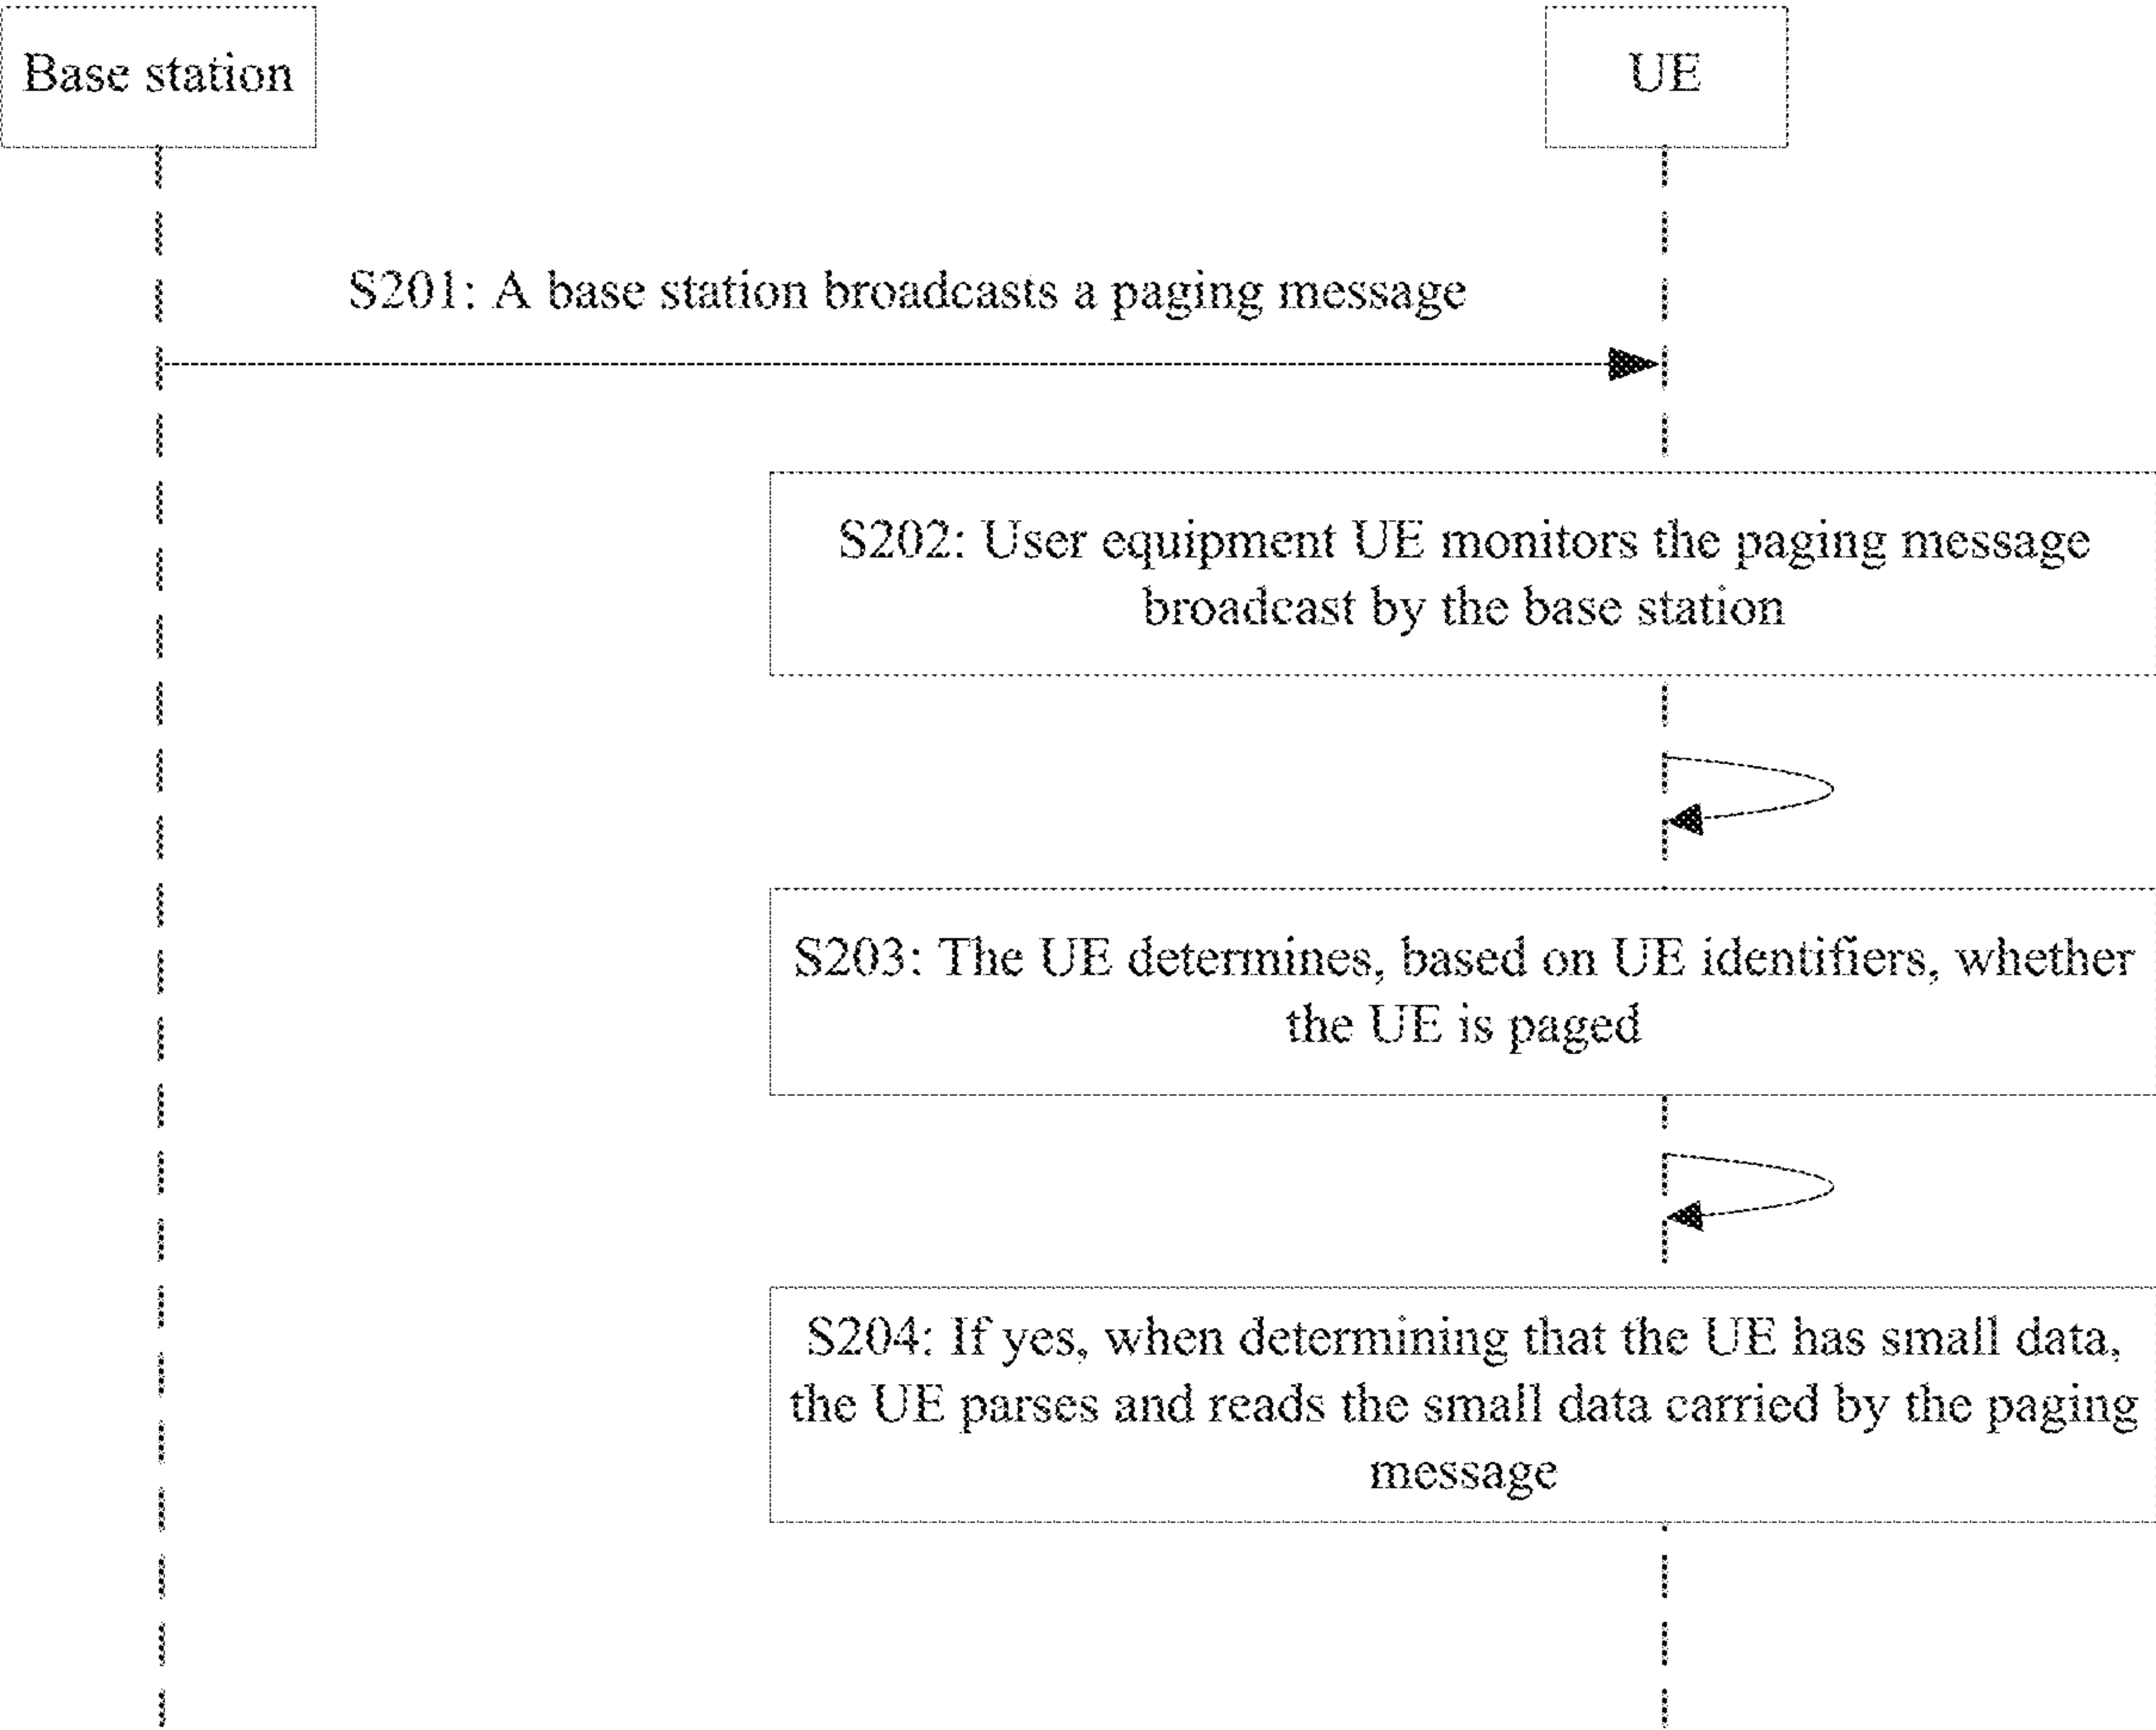 Base station
UE
S201: A base station broadcasts a paging message
S202: User equipment UE monitors the paging message
broadcast by the base station
S203: The UE determines, based on UE identifiers, whether
the UE is paged
S204: If yes, when determining that the UE has small data,
the UE parses and reads the small data carried by the paging
message